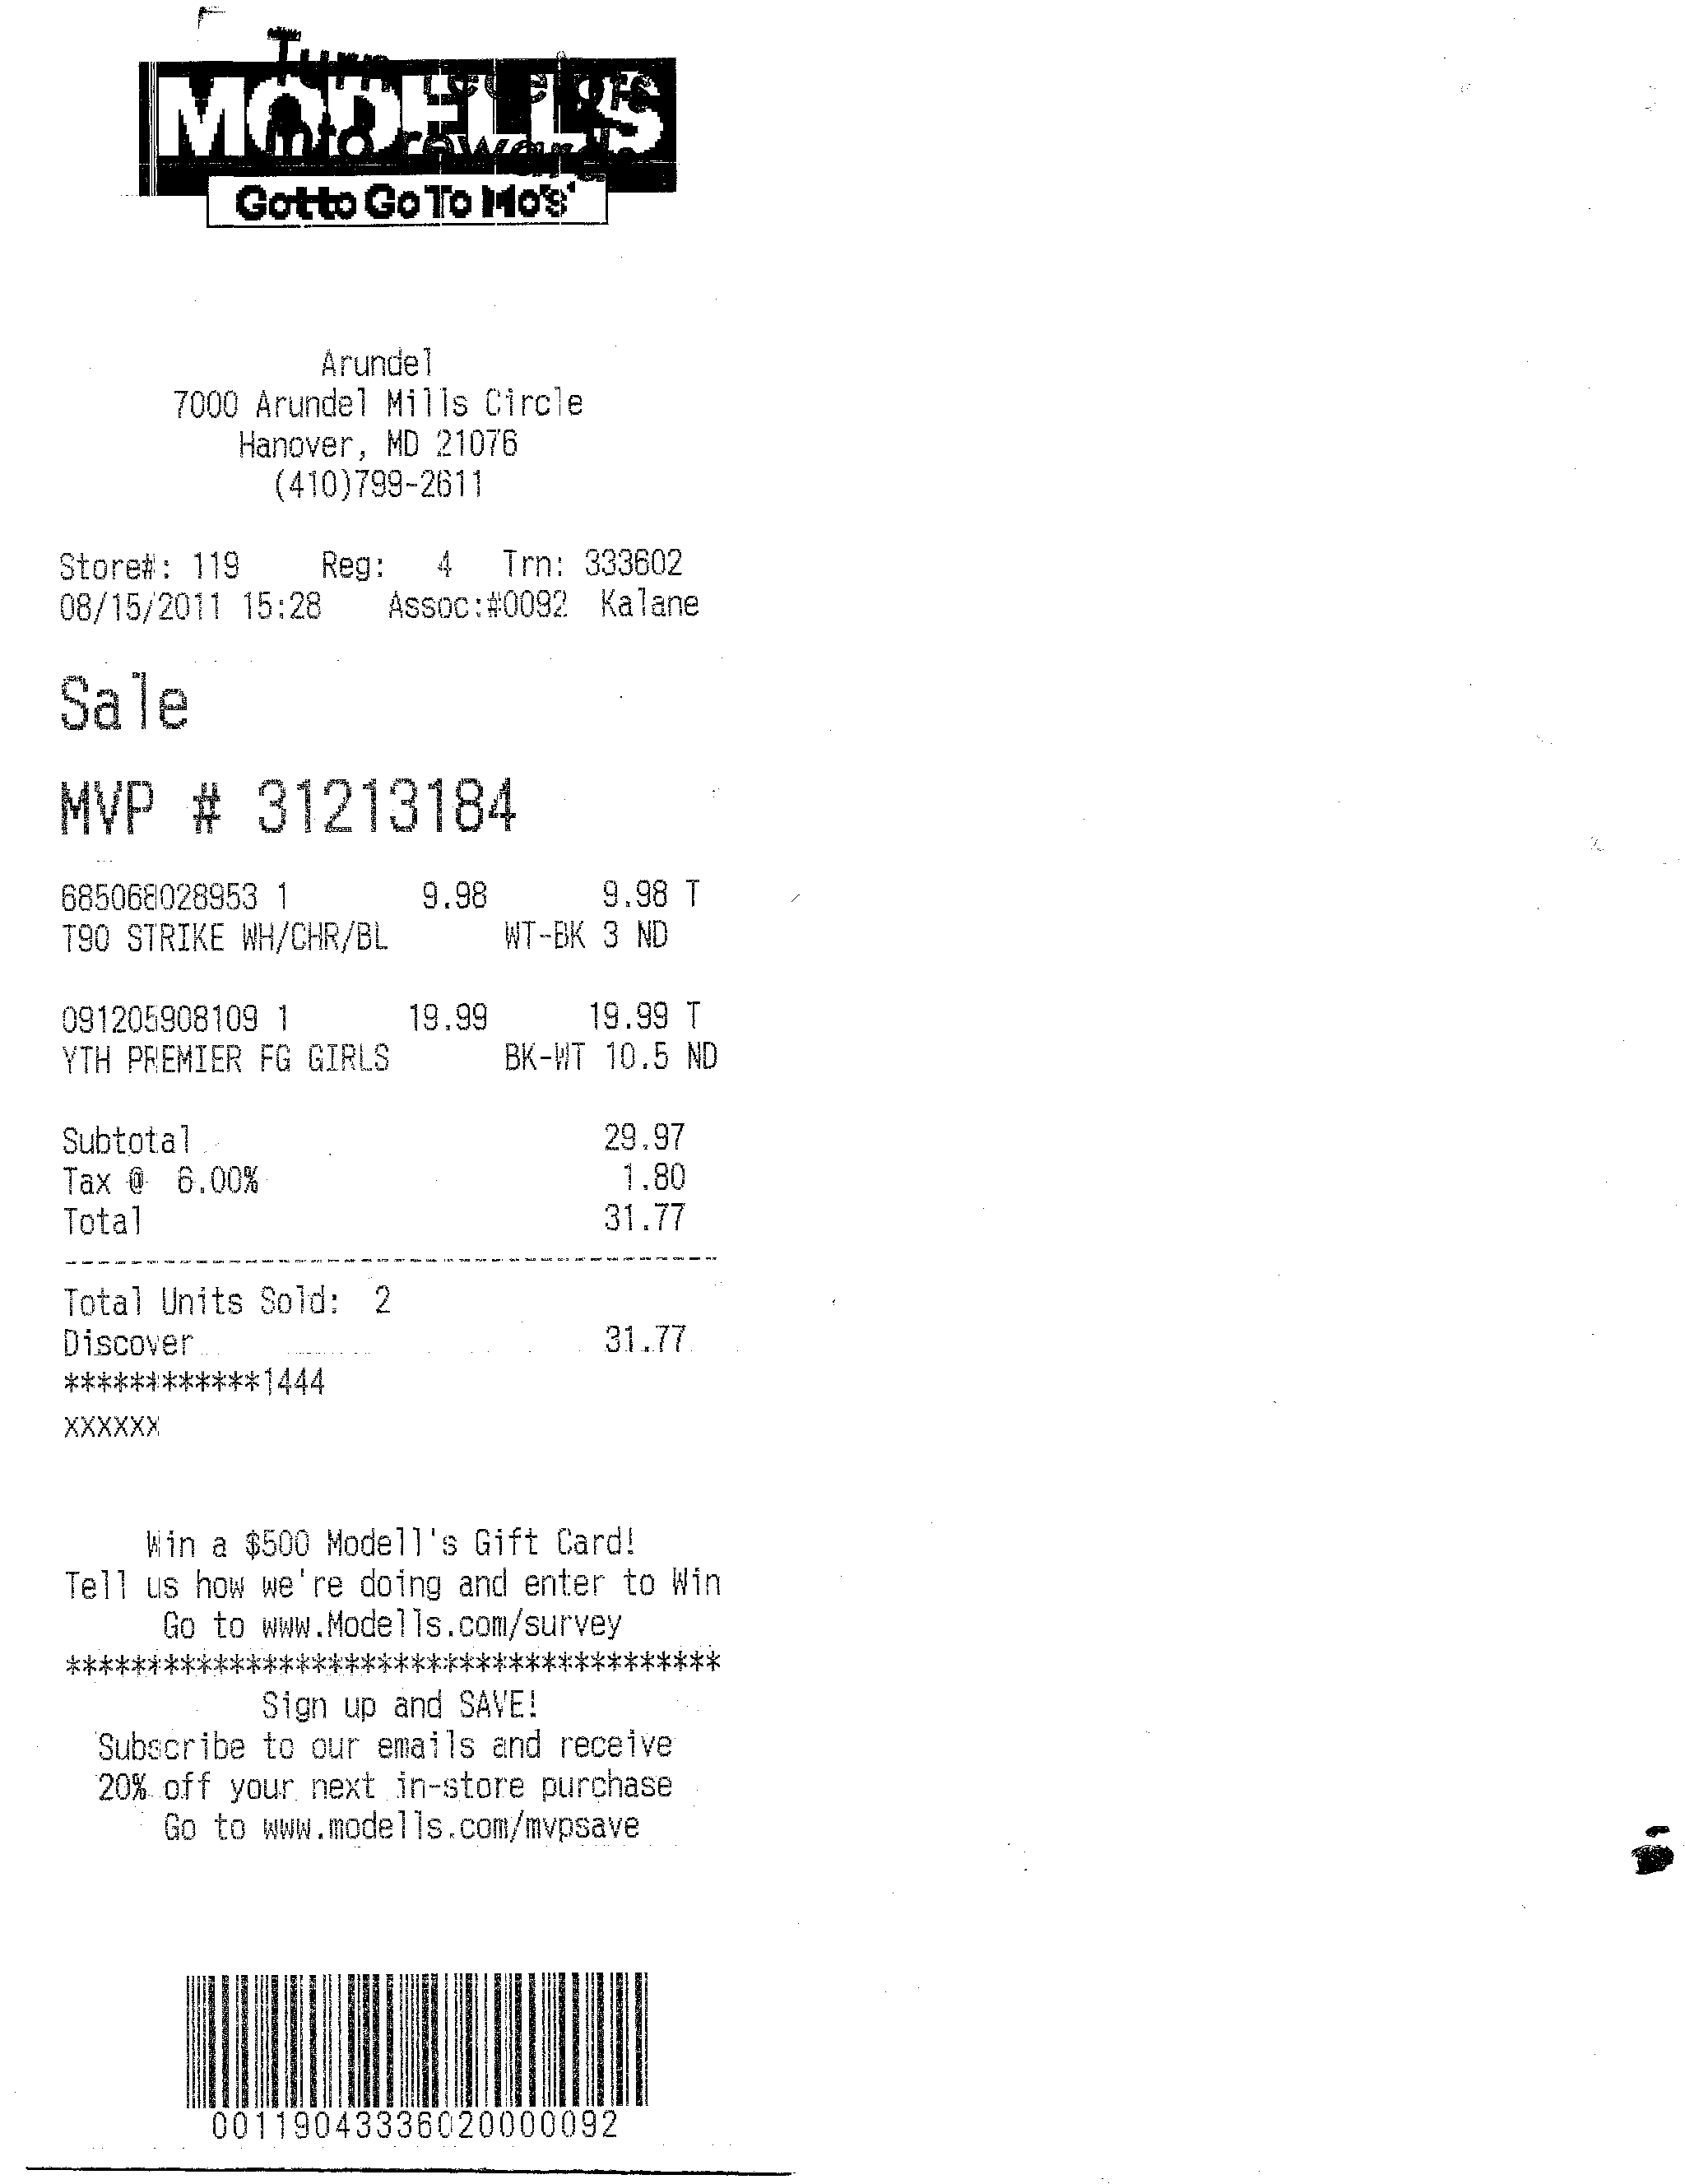 Turn receipts
MODELL'S
into rewards
Gotto Go To Mo's'
Arundel
7000 Arundel Mills Circle
Hanover, MD 21076
(410)799-2611
Store#: 119 Reg: 4 Trn: 333602
08/15/2011 15:28 Assoc:#0092 Kalane
Sale
MVP # 31213184
685068028953 1 9.98 9.98 T
T90 STRIKE WH/CHR/BL WT-BK 3 ND
091205908109 1 19.99 19.99 T
YTH PREMIER FG GIRLS BK-WT 10.5 ND
Subtotal 29.97
Tax @ 6.00% 1.80
Total 31.77
----------------------------------------
Total Units Sold: 2
Discover 31.77
************1444
XXXXXX
Win a $500 Modell's Gift Card!
Tell us how we're doing and enter to Win
Go to www.Modells.com/survey
****************************************
Sign up and SAVE!
Subscribe to our emails and receive
20% off your next in-store purchase
Go to www.modells.com/mvpsave
00119043336020000092